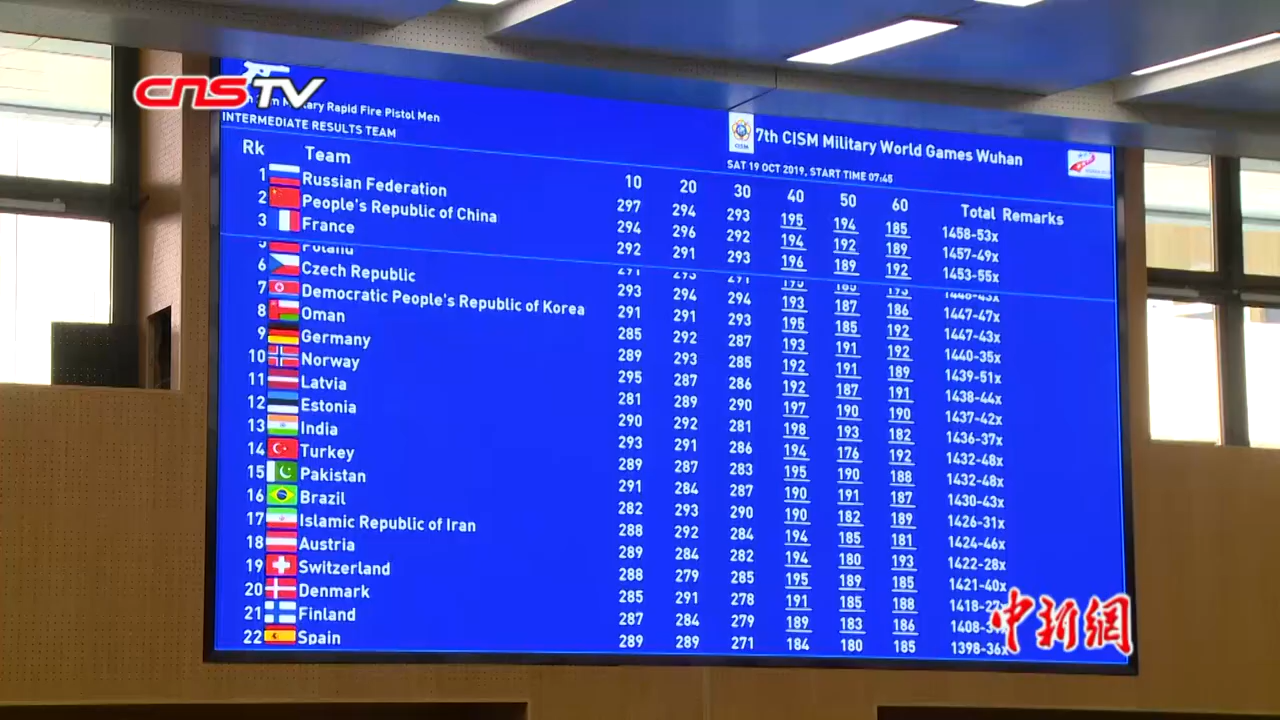 CNSTV
Military Rapid Fire Pistol Men
INTERMEDIATE RESULTS TEAM
CISM
7th CISM Military World Games Wuhan
SAT 19 OCT 2019, START TIME 07:45
Rk Team 10 20 30 40 50 60 Total Remarks
1 Russian Federation 297 294 293 195 194 185 1458-53x
2 People's Republic of China 294 296 292 194 192 189 1457-49x
3 France 292 291 293 196 189 192 1453-55x
5 Poland 291 293 291 195 185 193 1448-43x
6 Czech Republic 293 294 294 193 187 186 1447-47x
7 Democratic People's Republic of Korea 291 291 293 195 185 192 1447-43x
8 Oman 285 292 287 193 191 192 1440-35x
9 Germany 289 293 285 192 191 189 1439-51x
10 Norway 295 287 286 192 187 191 1438-44x
11 Latvia 281 289 290 197 190 190 1437-42x
12 Estonia 290 292 281 198 193 182 1436-37x
13 India 293 291 286 194 176 192 1432-48x
14 Turkey 289 287 283 195 190 188 1432-48x
15 Pakistan 291 284 287 190 191 187 1430-43x
16 Brazil 282 293 290 190 182 189 1426-31x
17 Islamic Republic of Iran 288 292 284 194 185 181 1424-46x
18 Austria 289 284 282 194 180 193 1422-28x
19 Switzerland 288 279 285 195 189 185 1421-40x
20 Denmark 285 291 278 191 185 188
21 Finland 287 284 279 189 183 186
22 Spain 289 289 271 184 180 185 1398-36x
中新網